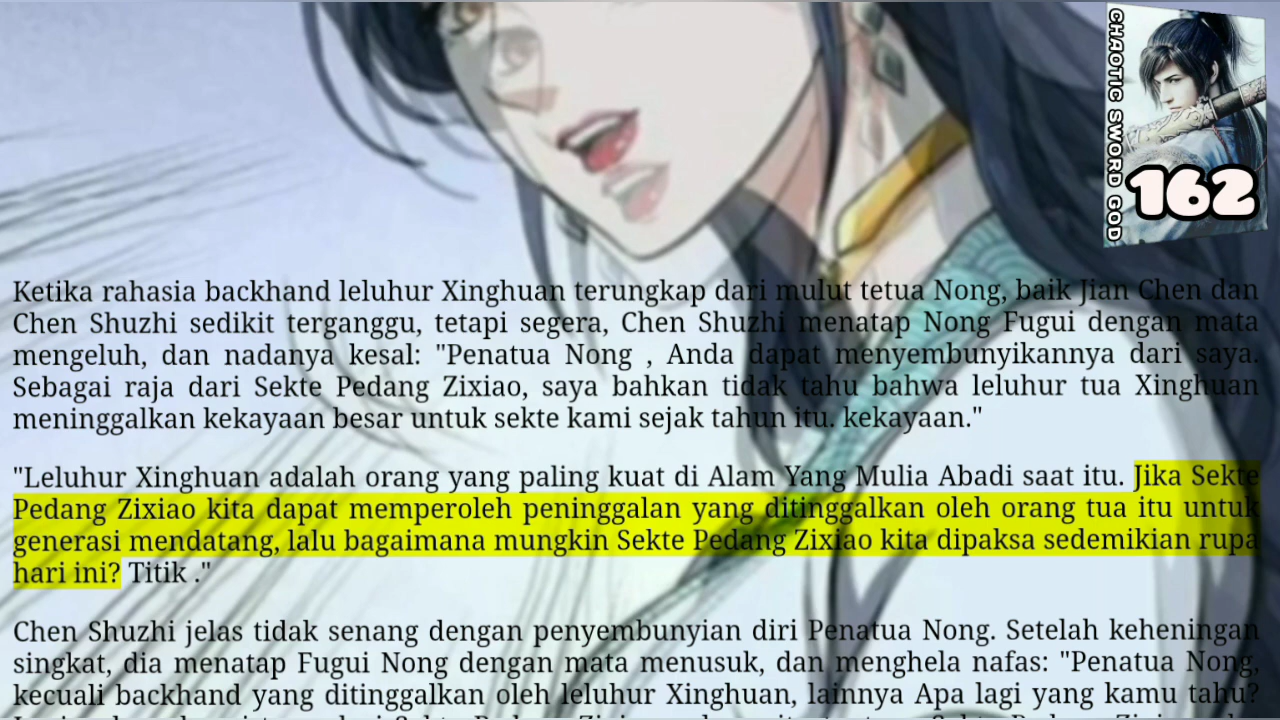 CHAOTIC SWORD GOD
162
Ketika rahasia backhand leluhur Xinghuan terungkap dari mulut tetua Nong, baik Jian Chen dan
Chen Shuzhi sedikit terganggu, tetapi segera, Chen Shuzhi menatap Nong Fugui dengan mata
mengeluh, dan nadanya kesal: "Penatua Nong , Anda dapat menyembunyikannya dari saya.
Sebagai raja dari Sekte Pedang Zixiao, saya bahkan tidak tahu bahwa leluhur tua Xinghuan
meninggalkan kekayaan besar untuk sekte kami sejak tahun itu. kekayaan."
"Leluhur Xinghuan adalah orang yang paling kuat di Alam Yang Mulia Abadi saat itu. Jika Sekte
Pedang Zixiao kita dapat memperoleh peninggalan yang ditinggalkan oleh orang tua itu untuk
generasi mendatang, lalu bagaimana mungkin Sekte Pedang Zixiao kita dipaksa sedemikian rupa
hari ini? Titik ."
Chen Shuzhi jelas tidak senang dengan penyembunyian diri Penatua Nong. Setelah keheningan
singkat, dia menatap Fugui Nong dengan mata menusuk, dan menghela nafas: "Penatua Nong,
kecuali backhand yang ditinggalkan oleh leluhur Xinghuan, lainnya Apa lagi yang kamu tahu?